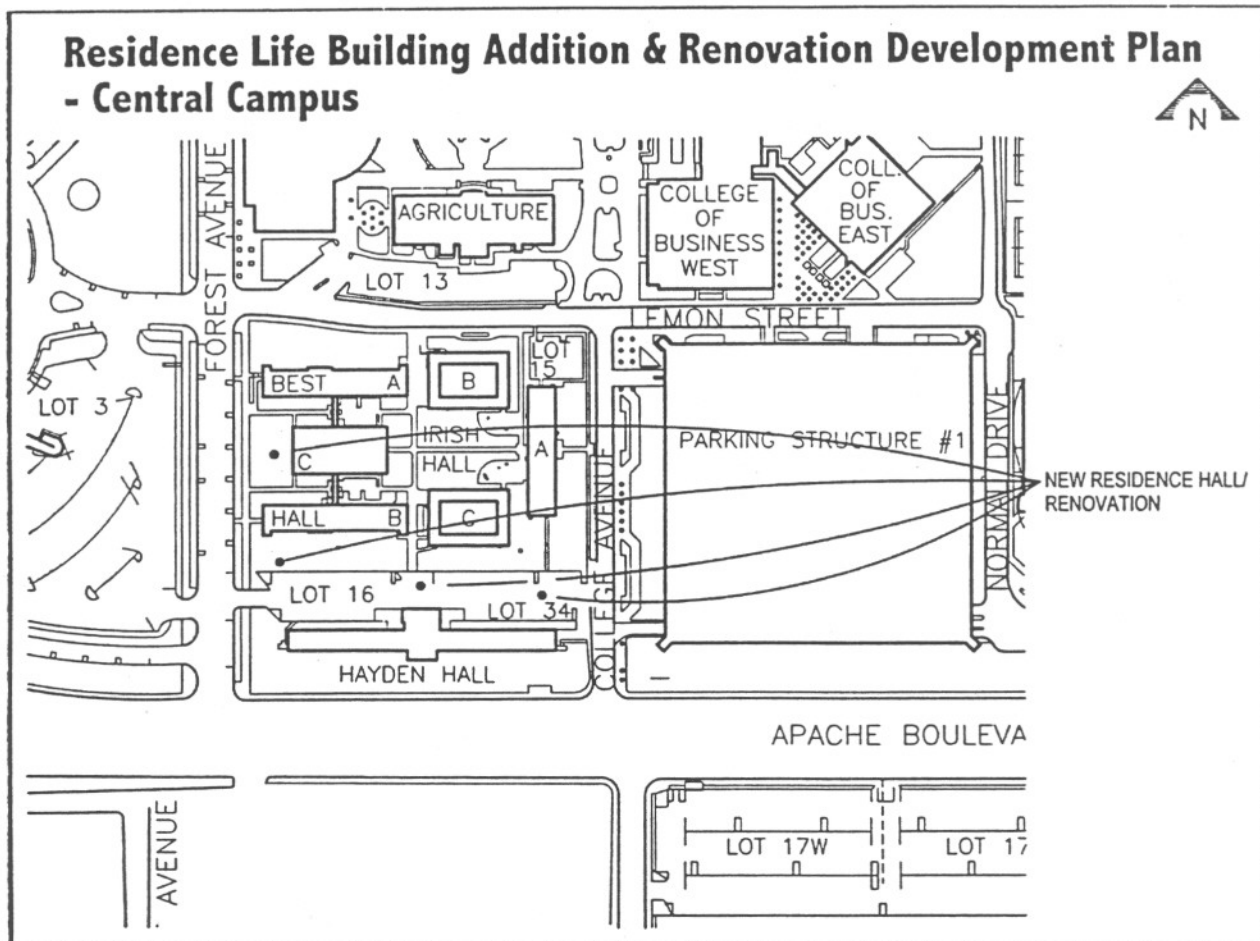 Residence Life Building Addition & Renovation Development Plan
- Central Campus
N
FOREST AVENUE
AGRICULTURE
COLLEGE
OF
BUSINESS
WEST
COLL.
OF
BUS.
EAST
LOT 13
LEMON STREET
LOT
15
BEST A
B
LOT 3
IRISH
HALL
C
A
PARKING STRUCTURE #1
NORMAL DRIVE
NEW RESIDENCE HALL/
RENOVATION
HALL B
C
COLLEGE AVENUE
LOT 16
LOT 34
HAYDEN HALL
APACHE BOULEVA
AVENUE
LOT 17W
LOT 17